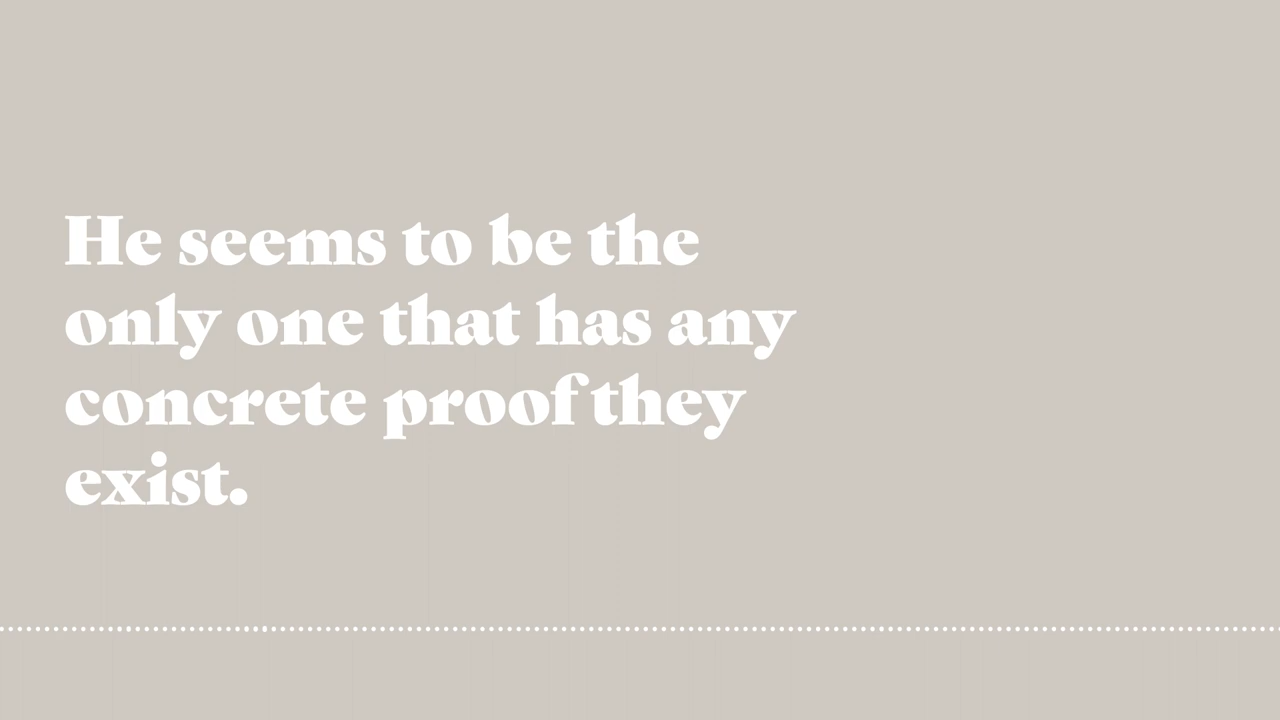 He seems to be the
only one that has any
concrete proof they
exist.